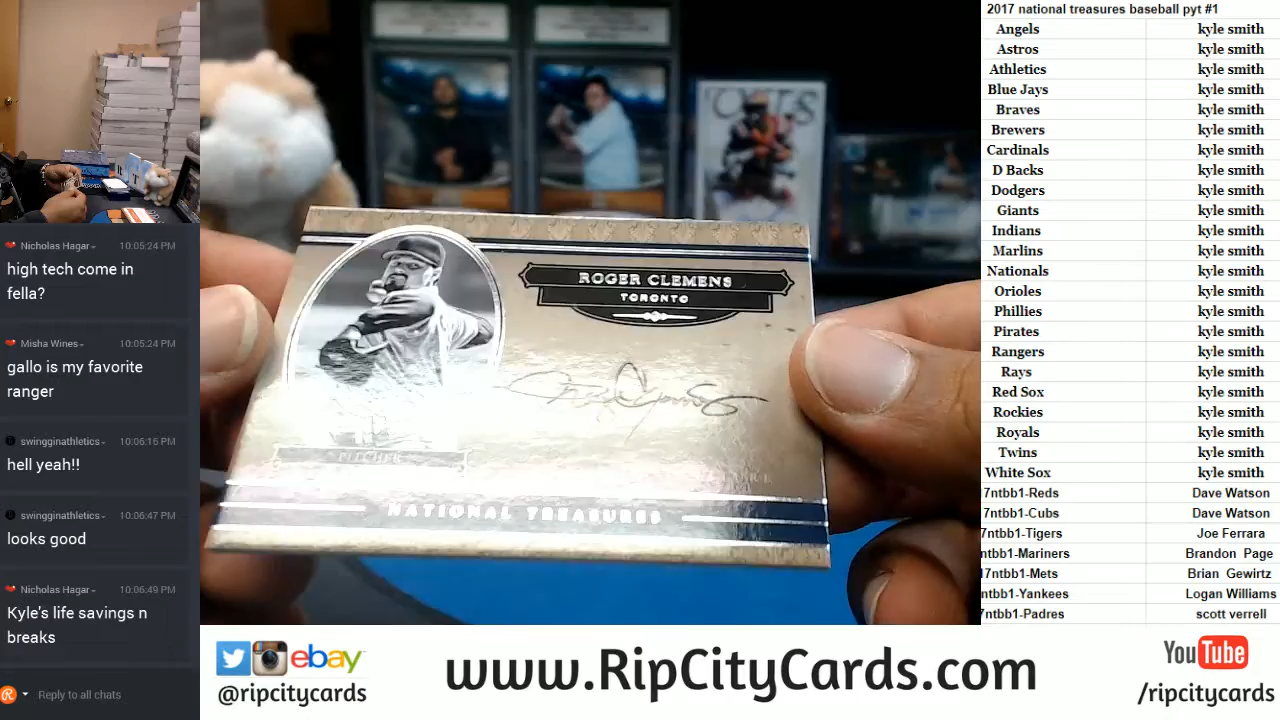 Nicholas Hagar 10:05:24 PM
high tech come in
fella?
Misha Wines 10:05:24 PM
gallo is my favorite
ranger
swingginathletics 10:06:16 PM
hell yeah!!
swingginathletics 10:06:47 PM
looks good
Nicholas Hagar 10:06:49 PM
Kyle's life savings n
breaks
Reply to all chats
ROGER CLEMENS
TORONTO
PITCHER
NATIONAL TREASURES
2017 national treasures baseball pyt #1
Angels kyle smith
Astros kyle smith
Athletics kyle smith
Blue Jays kyle smith
Braves kyle smith
Brewers kyle smith
Cardinals kyle smith
D Backs kyle smith
Dodgers kyle smith
Giants kyle smith
Indians kyle smith
Marlins kyle smith
Nationals kyle smith
Orioles kyle smith
Phillies kyle smith
Pirates kyle smith
Rangers kyle smith
Rays kyle smith
Red Sox kyle smith
Rockies kyle smith
Royals kyle smith
Twins kyle smith
White Sox kyle smith
7ntbb1-Reds Dave Watson
7ntbb1-Cubs Dave Watson
7ntbb1-Tigers Joe Ferrara
ntbb1-Mariners Brandon Page
17ntbb1-Mets Brian Gewirtz
ntbb1-Yankees Logan Williams
7ntbb1-Padres scott verrell
ebay
@ripcitycards
www.RipCityCards.com
YouTube
/ripcitycards